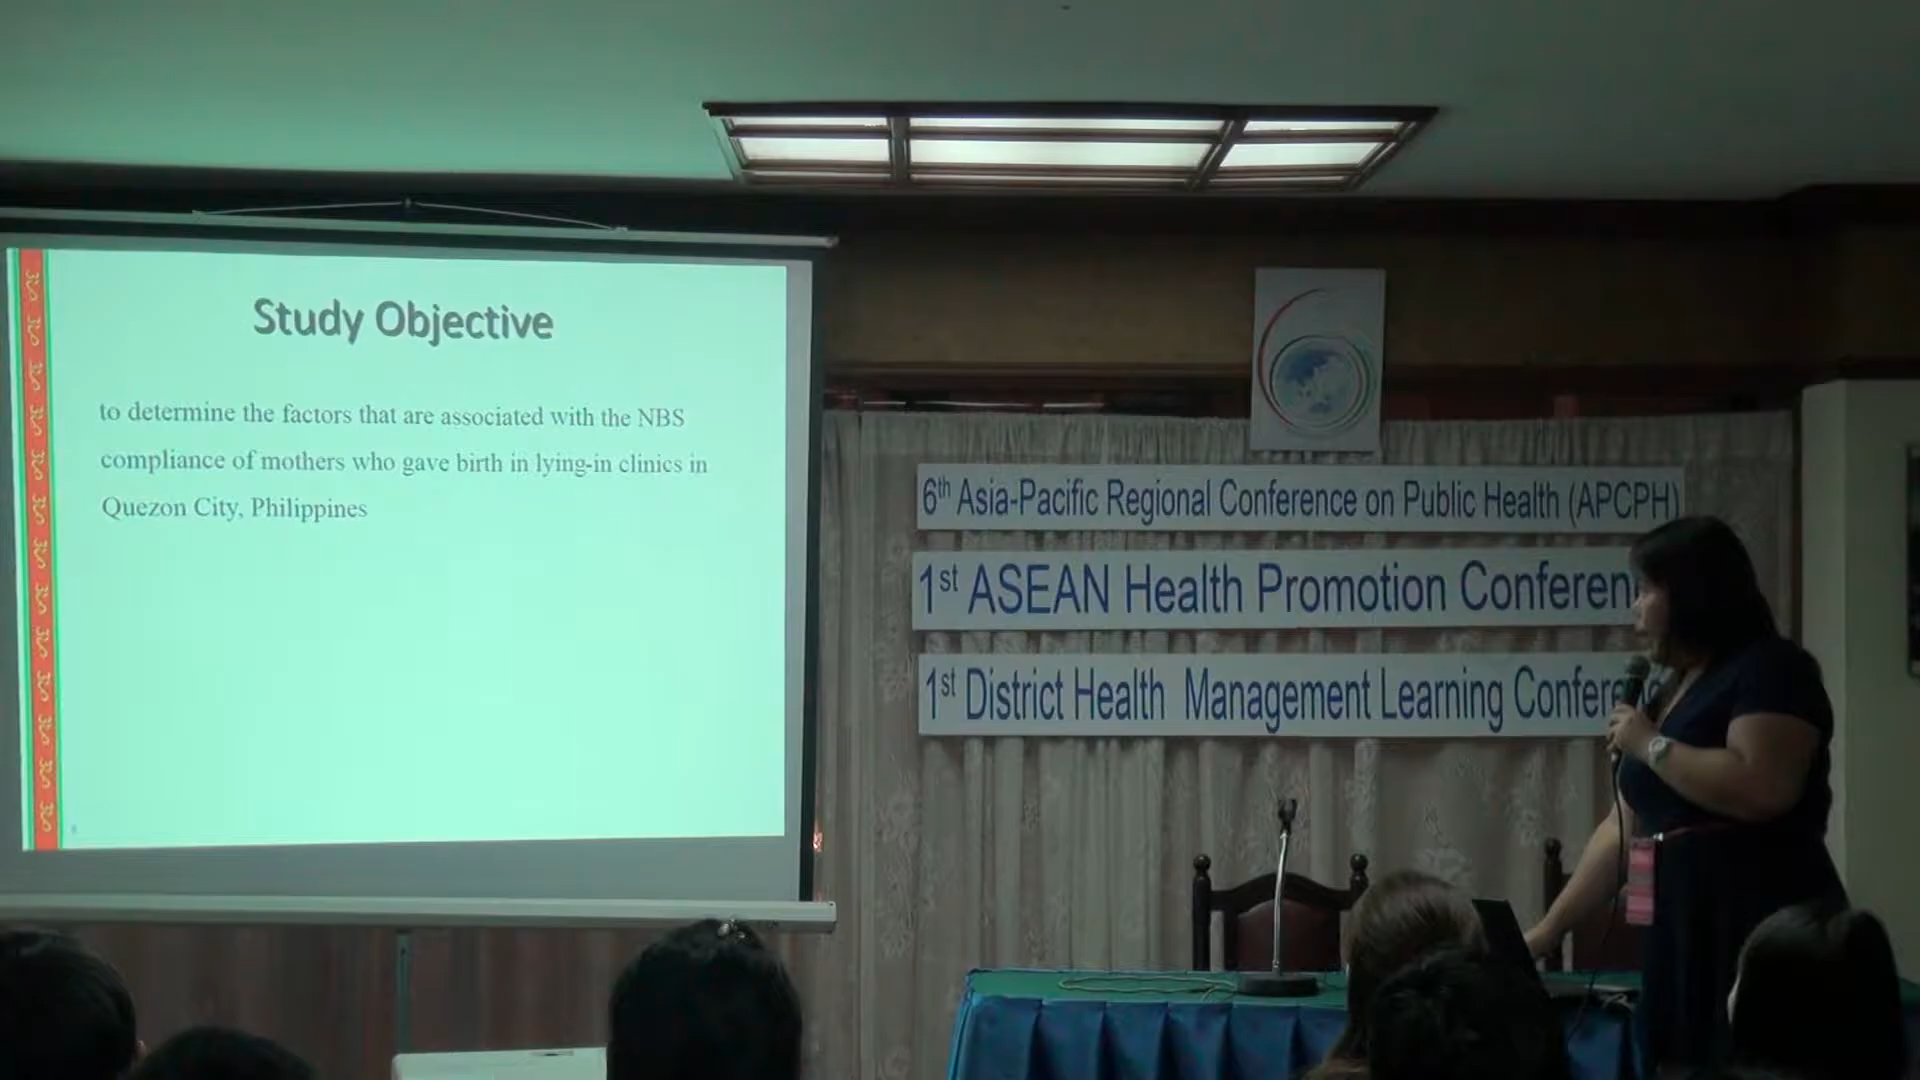 Study Objective
to determine the factors that are associated with the NBS
compliance of mothers who gave birth in lying-in clinics in
Quezon City, Philippines
6th Asia-Pacific Regional Conference on Public Health (APCPH)
1st ASEAN Health Promotion Conferen
1st District Health Management Learning Conferen